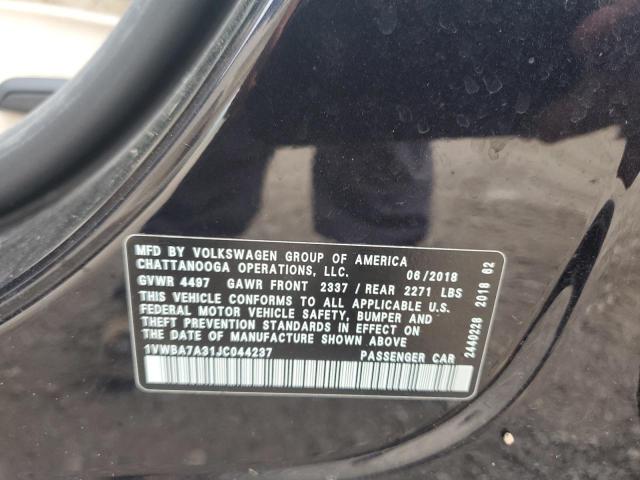 MFD BY VOLKSWAGEN GROUP OF AMERICA
CHATTANOOGA OPERATIONS, LLC. 06/2018
GVWR 4497 GAWR FRONT 2337 / REAR 2271 LBS
THIS VEHICLE CONFORMS TO ALL APPLICABLE U.S.
FEDERAL MOTOR VEHICLE SAFETY, BUMPER AND
THEFT PREVENTION STANDARDS IN EFFECT ON
THE DATE OF MANUFACTURE SHOWN ABOVE
1VWBA7A31JC044237 PASSENGER CAR
2440228 2018 62